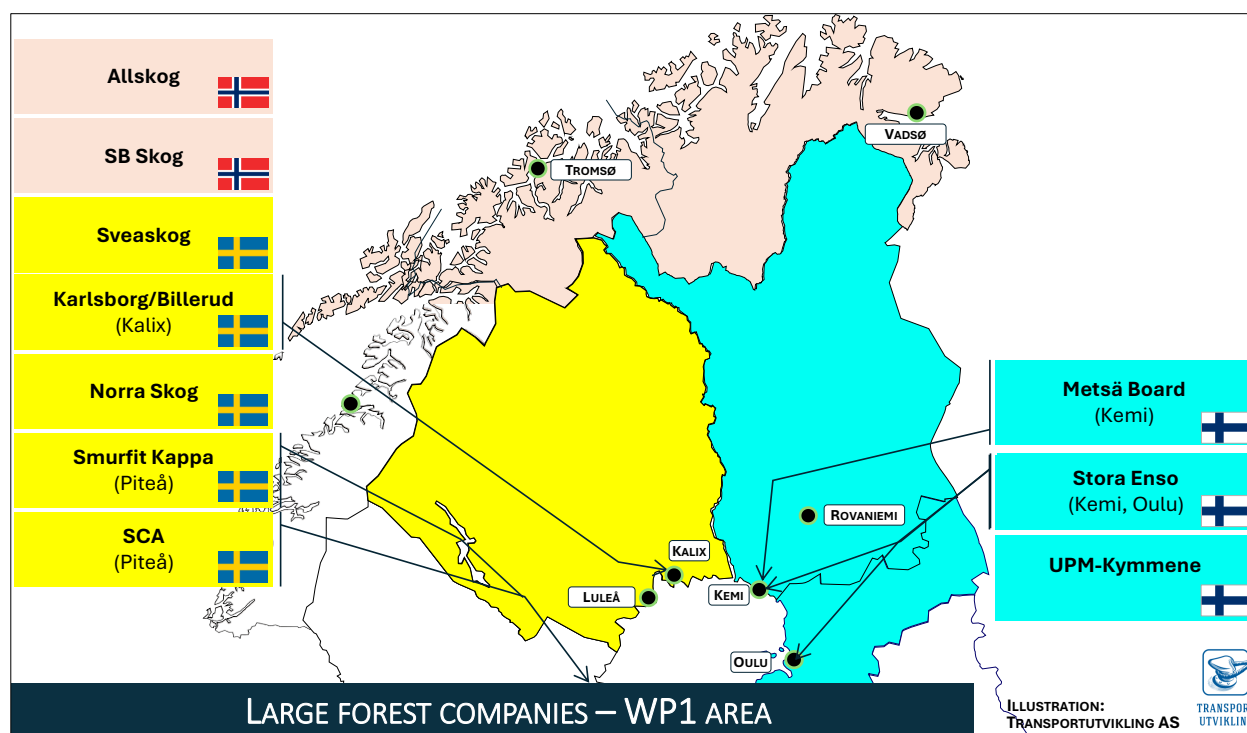 Allskog
SB Skog
Sveaskog
Karlsborg/Billerud
(Kalix)
Norra Skog
Smurfit Kappa
(Piteå)
SCA
(Piteå)
VADSØ
TROMSØ
ROVANIEMI
KALIX
LULEÅ
KEMI
OULU
Metsä Board
(Kemi)
Stora Enso
(Kemi, Oulu)
UPM-Kymmene
LARGE FOREST COMPANIES – WP1 AREA
ILLUSTRATION:
TRANSPORTUTVIKLING AS
TRANSPOR
UTVIKLIN